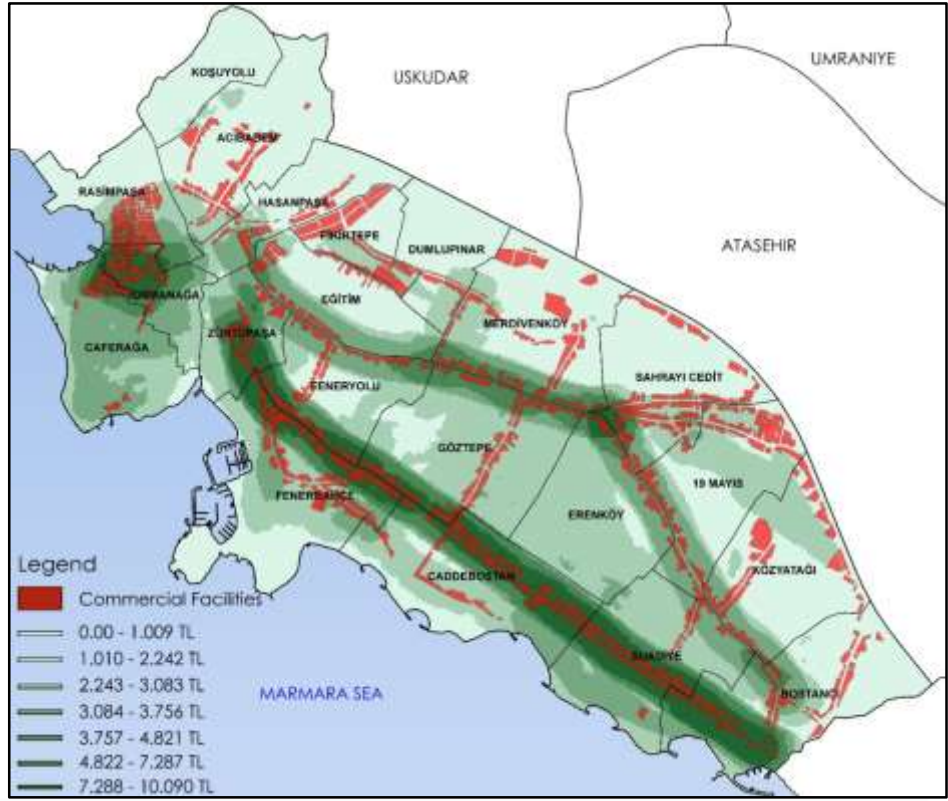 UMRANIYE
KOŞUYOLU
USKUDAR
ACIBADEM
RASİMPAŞA
HASANPAŞA
FİKİRTEPE
ATASEHIR
DUMLUPINAR
OSMANAĞA
EĞİTİM
MERDİVENKÖY
ZÜHTÜPAŞA
CAFERAĞA
SAHRAYI CEDİT
FENERYOLU
GÖZTEPE
19 MAYIS
FENERBAHÇE
ERENKÖY
KOZYATAĞI
CADDEBOSTAN
SUADİYE
BOSTANCI
MARMARA SEA
Legend
Commercial Facilities
0.00 - 1.009 TL
1.010 - 2.242 TL
2.243 - 3.083 TL
3.084 - 3.756 TL
3.757 - 4.821 TL
4.822 - 7.287 TL
7.288 - 10.090 TL